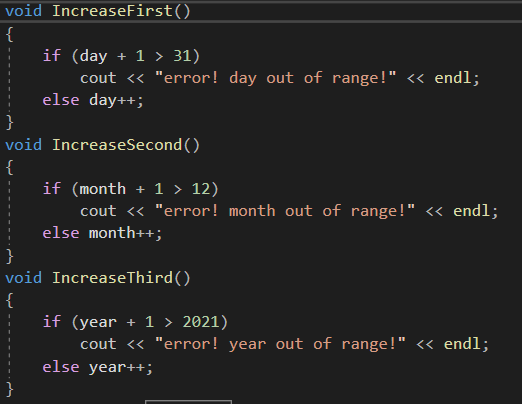 void IncreaseFirst()
{
    if (day + 1 > 31)
        cout << "error! day out of range!" << endl;
    else day++;
}
void IncreaseSecond()
{
    if (month + 1 > 12)
        cout << "error! month out of range!" << endl;
    else month++;
}
void IncreaseThird()
{
    if (year + 1 > 2021)
        cout << "error! year out of range!" << endl;
    else year++;
}